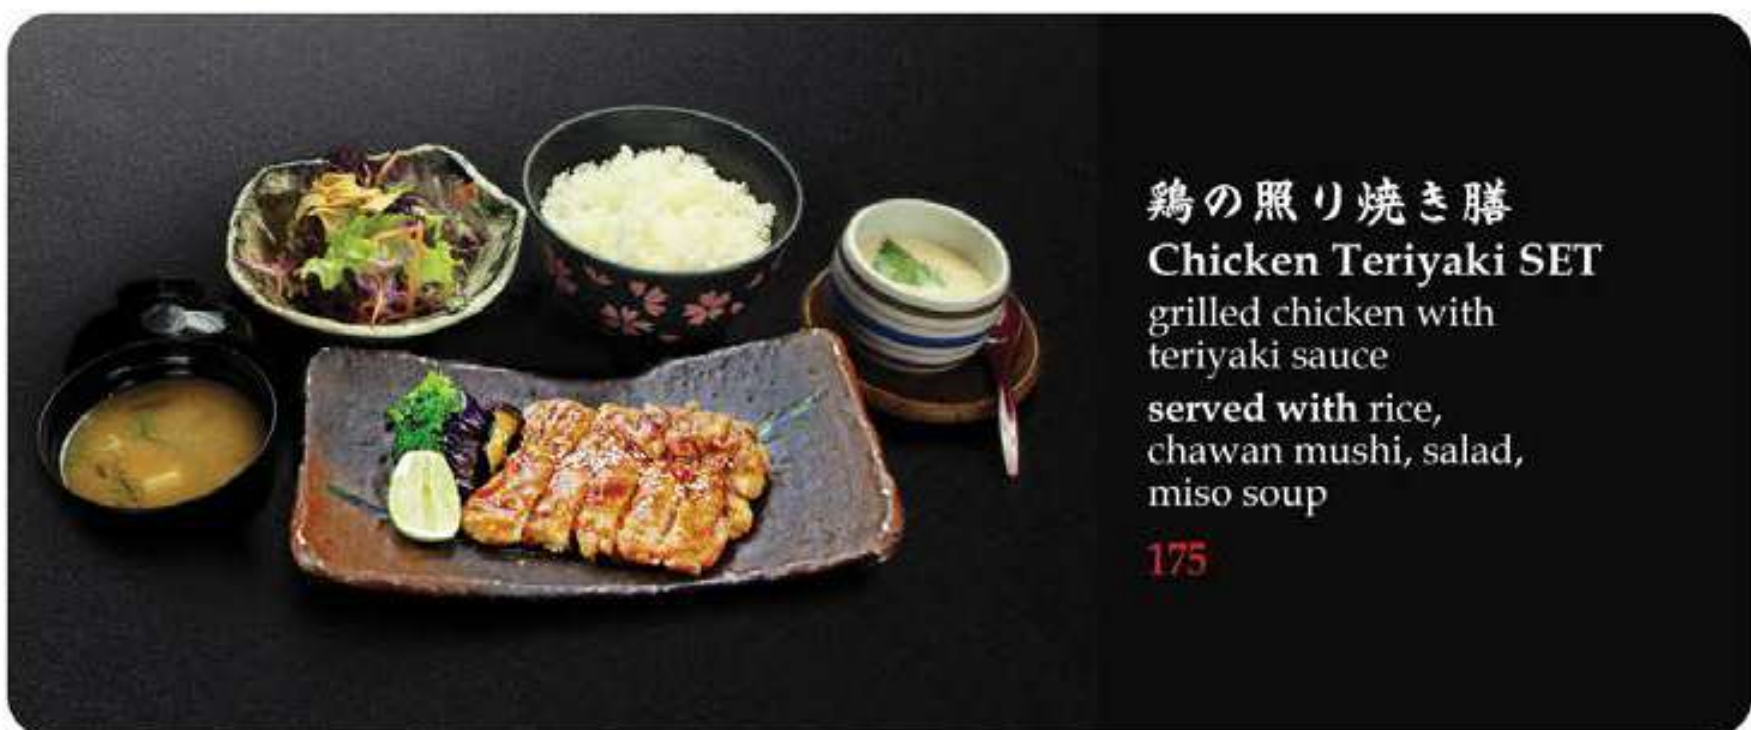 鶏の照り焼き膳
Chicken Teriyaki SET
grilled chicken with
teriyaki sauce
served with rice,
chawan mushi, salad,
miso soup
175